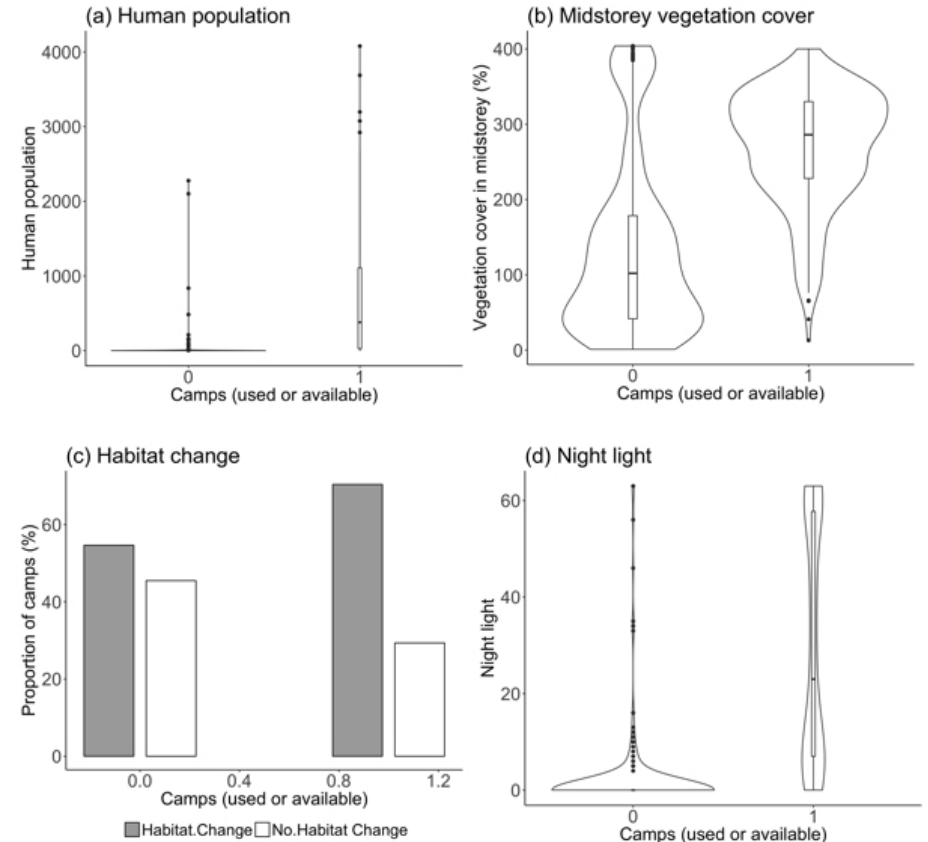 (a) Human population
Human population
4000
3000
2000
1000
0
0
1
Camps (used or available)
(b) Midstorey vegetation cover
Vegetation cover in midstorey (%)
400
300
200
100
0
0
1
Camps (used or available)
(c) Habitat change
Proportion of camps (%)
60
40
20
0
0.0
0.4
0.8
1.2
Camps (used or available)
Habitat.Change
No.Habitat Change
(d) Night light
Night light
60
40
20
0
0
1
Camps (used or available)